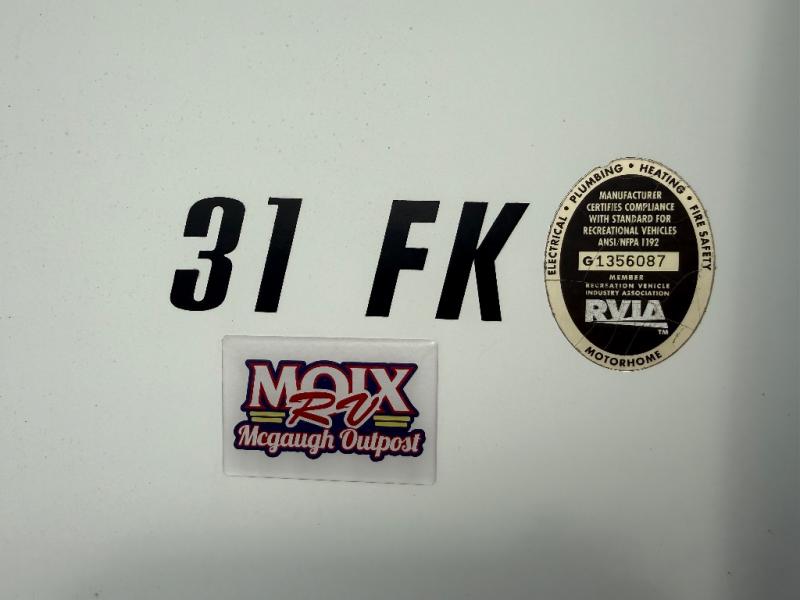 31 FK
ELECTRICAL • PLUMBING • HEATING • FIRE SAFETY
MANUFACTURER
CERTIFIES COMPLIANCE
WITH STANDARD FOR
RECREATIONAL VEHICLES
ANSI/NFPA 1192
G1356087
MEMBER
RECREATION VEHICLE
INDUSTRY ASSOCIATION
RVIA
TM
MOTORHOME
MOIX
RV
Mcgaugh Outpost